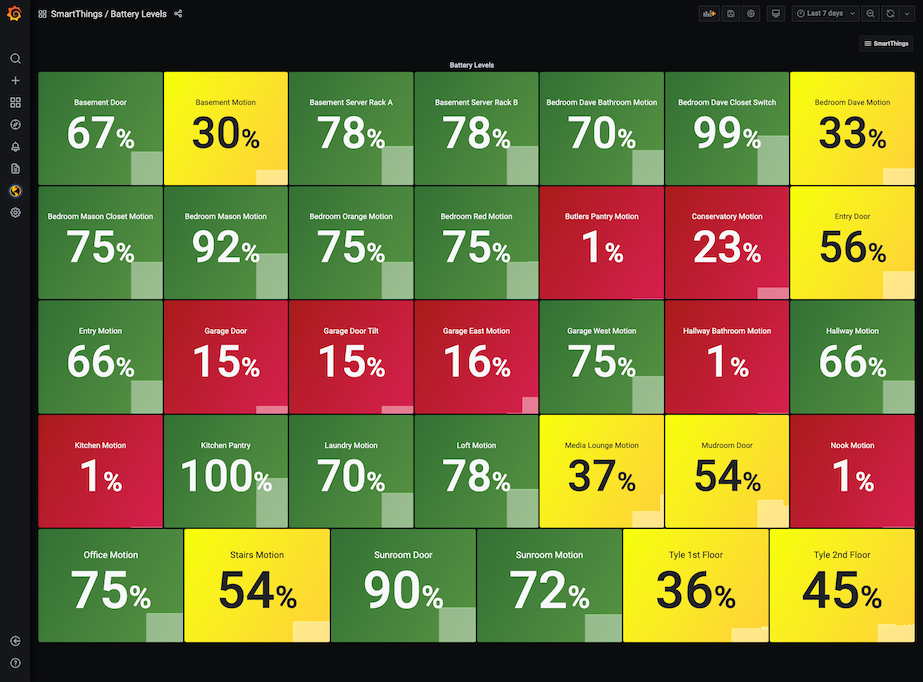 SmartThings / Battery Levels
Last 7 days
SmartThings
Battery Levels
Basement Door
67%
Basement Motion
30%
Basement Server Rack A
78%
Basement Server Rack B
78%
Bedroom Dave Bathroom Motion
70%
Bedroom Dave Closet Switch
99%
Bedroom Dave Motion
33%
Bedroom Mason Closet Motion
75%
Bedroom Mason Motion
92%
Bedroom Orange Motion
75%
Bedroom Red Motion
75%
Butlers Pantry Motion
1%
Conservatory Motion
23%
Entry Door
56%
Entry Motion
66%
Garage Door
15%
Garage Door Tilt
15%
Garage East Motion
16%
Garage West Motion
75%
Hallway Bathroom Motion
1%
Hallway Motion
66%
Kitchen Motion
1%
Kitchen Pantry
100%
Laundry Motion
70%
Loft Motion
78%
Media Lounge Motion
37%
Mudroom Door
54%
Nook Motion
1%
Office Motion
75%
Stairs Motion
54%
Sunroom Door
90%
Sunroom Motion
72%
Tyle 1st Floor
36%
Tyle 2nd Floor
45%